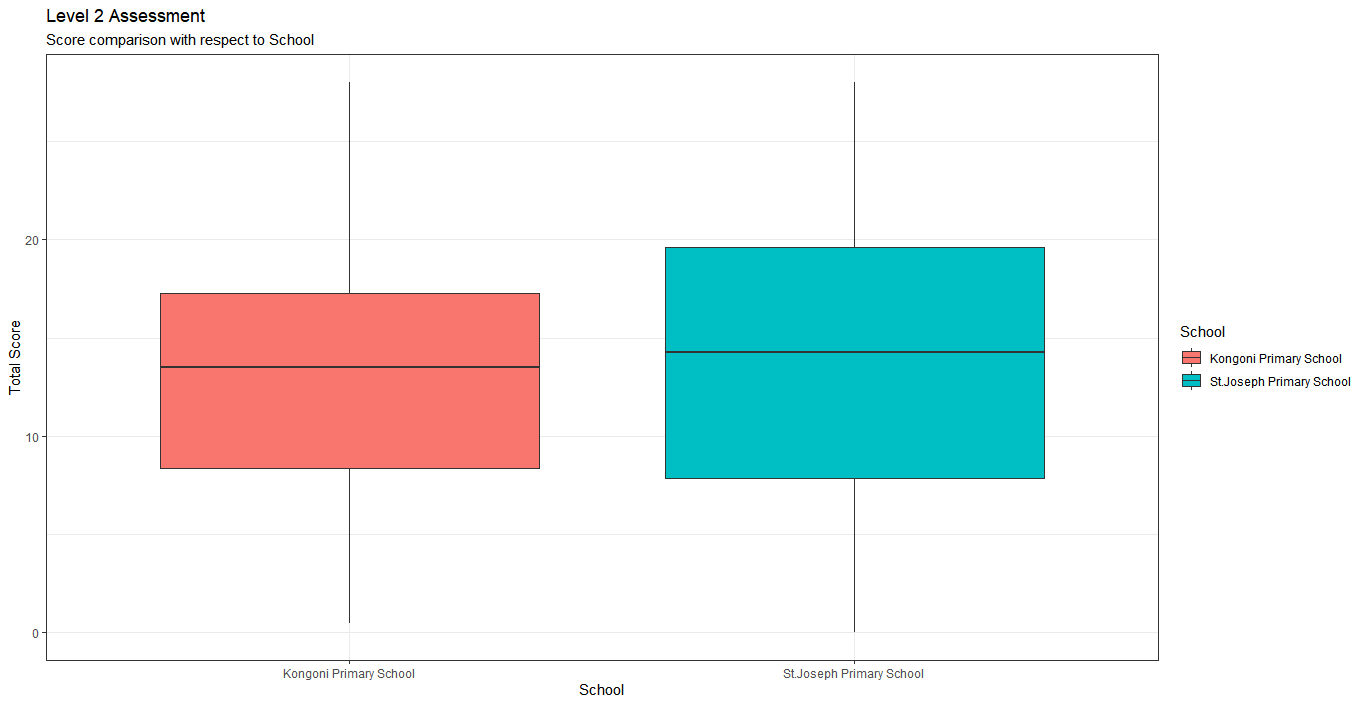 Level 2 Assessment
Score comparison with respect to School
Total Score
20
10
0
Kongoni Primary School
St.Joseph Primary School
School
School
Kongoni Primary School
St.Joseph Primary School